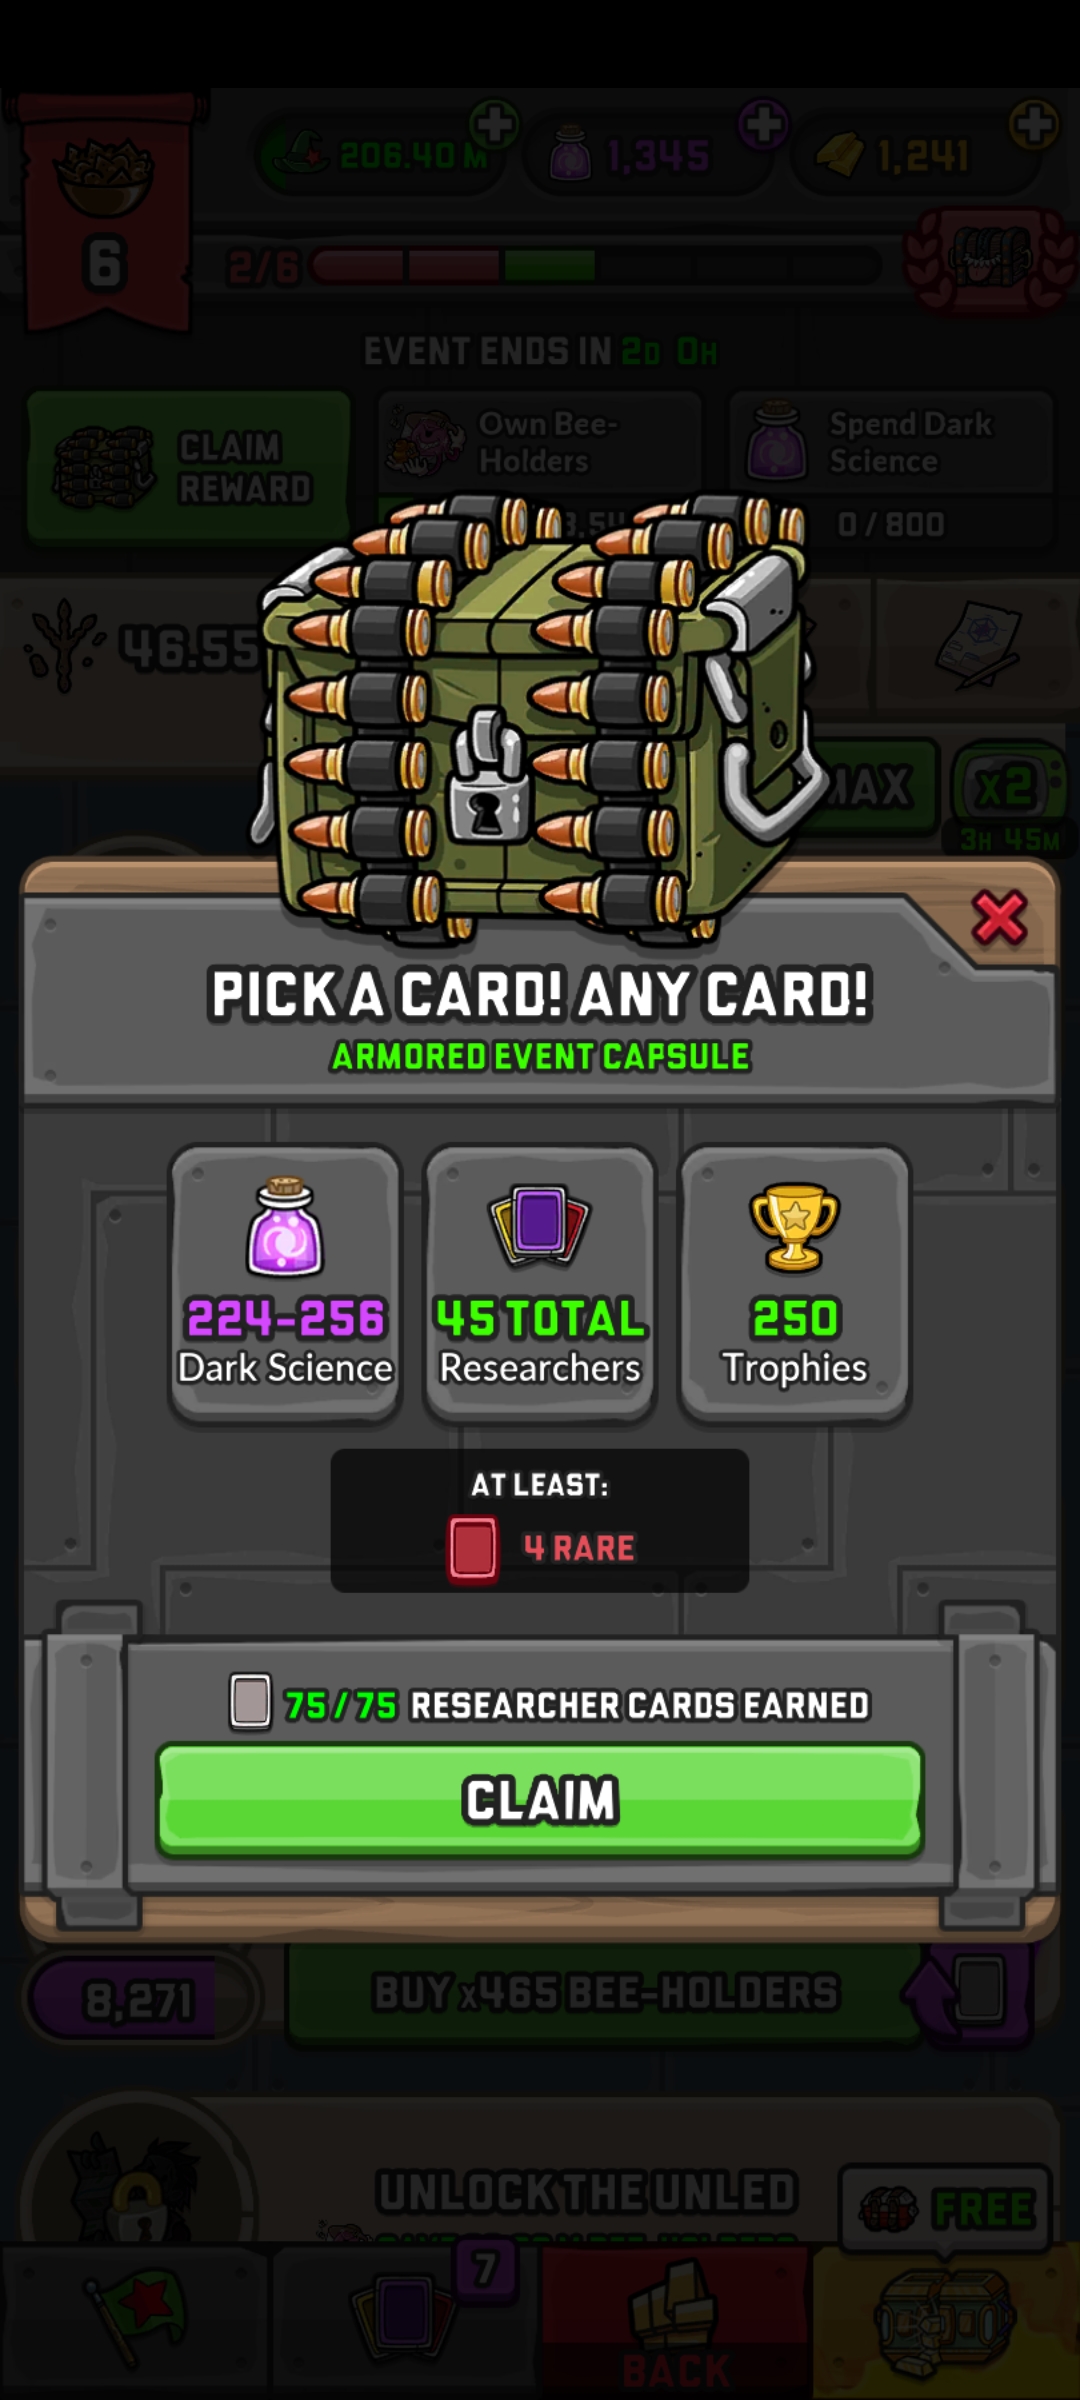 206.40 M
1,345
1,241
6
2/6
EVENT ENDS IN 2D 0H
CLAIM
REWARD
Own Bee-
Holders
Spend Dark
Science
0 / 800
46.55
MAX
x2
3H 45M
PICK A CARD! ANY CARD!
ARMORED EVENT CAPSULE
224-256
Dark Science
45 TOTAL
Researchers
250
Trophies
AT LEAST:
4 RARE
75/75 RESEARCHER CARDS EARNED
CLAIM
8,271
BUY x465 BEE-HOLDERS
UNLOCK THE UNLED
FREE
7
BACK